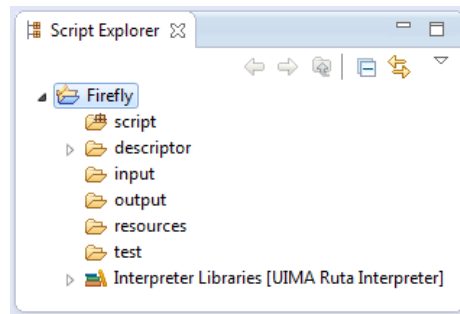 Script Explorer
Firefly
script
descriptor
input
output
resources
test
Interpreter Libraries [UIMA Ruta Interpreter]